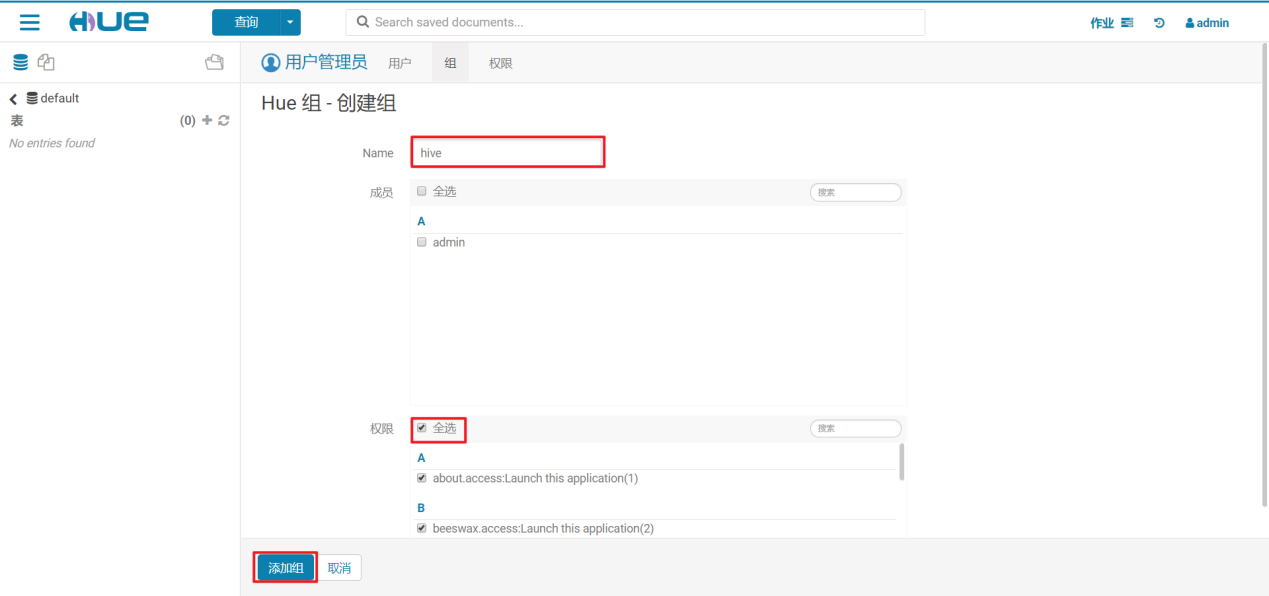 HUE
查询
Search saved documents...
作业
admin
用户管理员
用户
组
权限
default
表
(0)
No entries found
Hue 组 - 创建组
Name
hive
成员
全选
搜索
A
admin
权限
全选
搜索
A
about.access:Launch this application(1)
B
beeswax.access:Launch this application(2)
添加组
取消